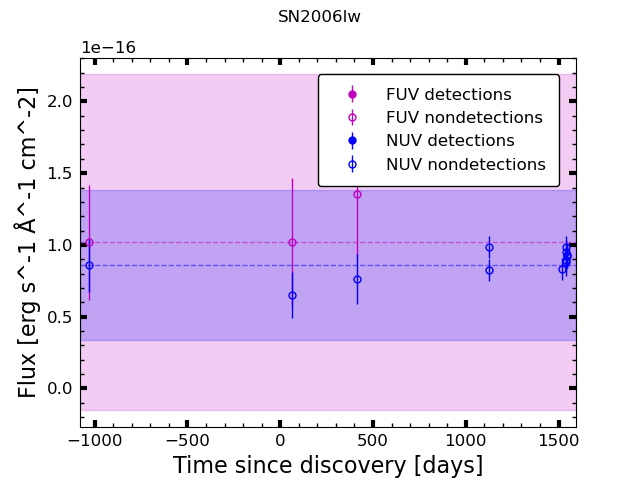 SN2006lw
1e−16
FUV detections
FUV nondetections
NUV detections
NUV nondetections
2.0
1.5
1.0
0.5
0.0
Flux [erg s^-1 Å^-1 cm^-2]
−1000 −500 0 500 1000 1500
Time since discovery [days]